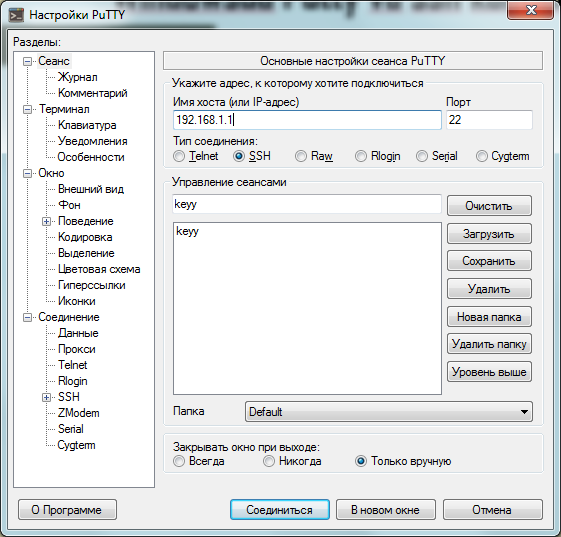 Настройки PuTTY
Разделы:
Сеанс
Журнал
Комментарий
Терминал
Клавиатура
Уведомления
Особенности
Окно
Внешний вид
Фон
Поведение
Кодировка
Выделение
Цветовая схема
Гиперссылки
Иконки
Соединение
Данные
Прокси
Telnet
Rlogin
SSH
ZModem
Serial
Cygterm
Основные настройки сеанса PuTTY
Укажите адрес, к которому хотите подключиться
Имя хоста (или IP-адрес) Порт
192.168.1.1 22
Тип соединения:
Telnet SSH Raw Rlogin Serial Cygterm
Управление сеансами
keyy Очистить
keyy
Загрузить
Сохранить
Удалить
Новая папка
Удалить папку
Уровень выше
Папка Default
Закрывать окно при выходе:
Всегда Никогда Только вручную
О Программе Соединиться В новом окне Отмена